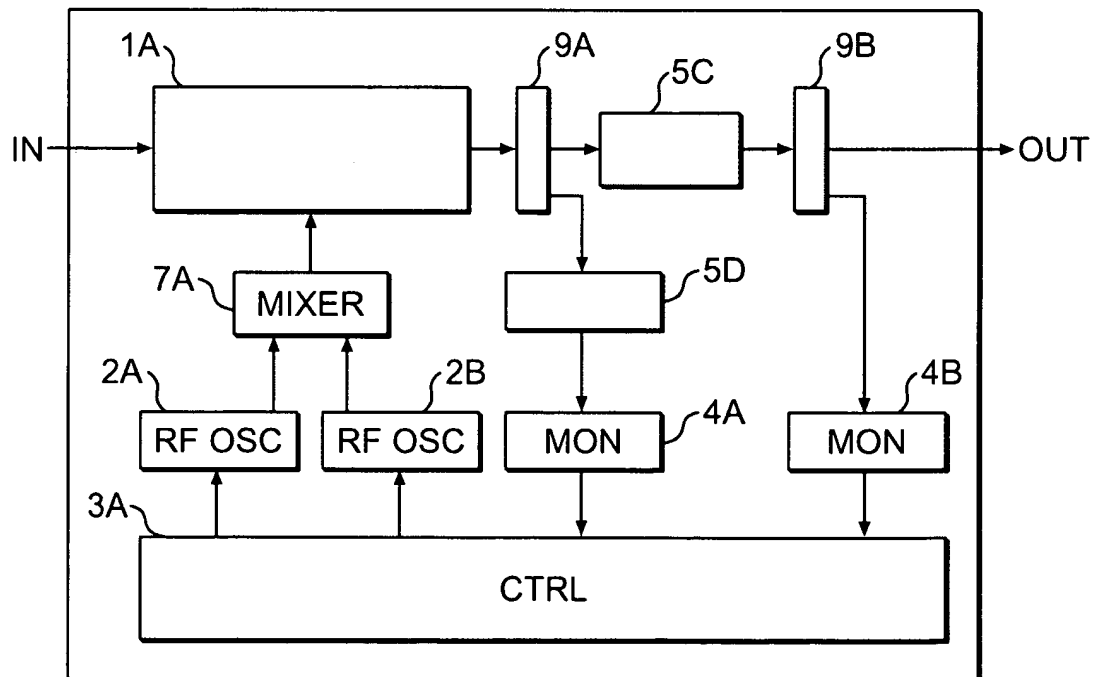 1A
9A
5C
9B
IN
OUT
7A
MIXER
5D
2A
2B
4A
4B
RF OSC
RF OSC
MON
MON
3A
CTRL